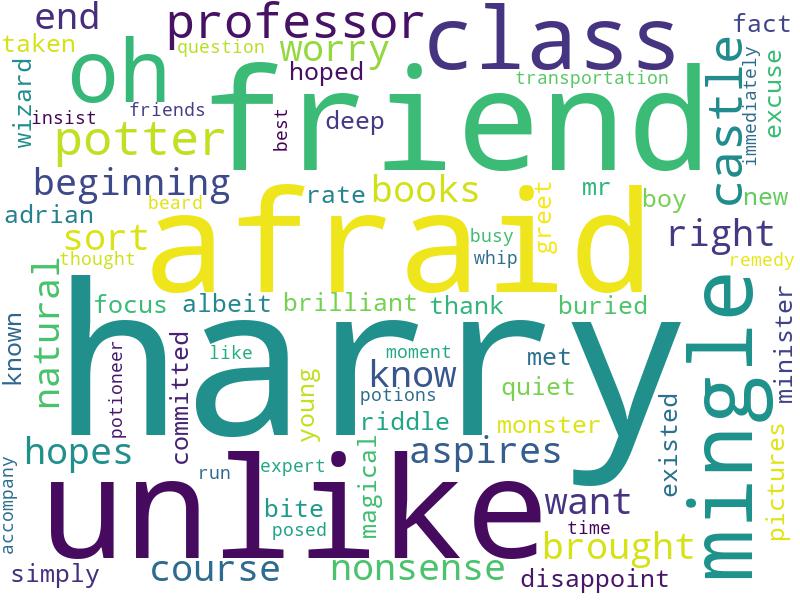 end
professor
class
fact
taken
oh
question
worry
hoped
friend
transportation
castle
immediately
excuse
wizard
insist
friends
best
deep
potter
beginning
rate
books
mr
boy
new
adrian
beard
afraid
greet
sort
busy
right
thought
whip
remedy
natural
harry
focus
albeit
brilliant
thank
buried
mingle
minister
known
potioneer
committed
like
moment
met
know
young
potions
quiet
riddle
monster
existed
pictures
hopes
magical
aspires
accompany
run
expert
unlike
bite
want
posed
time
brought
simply
course
nonsense
disappoint